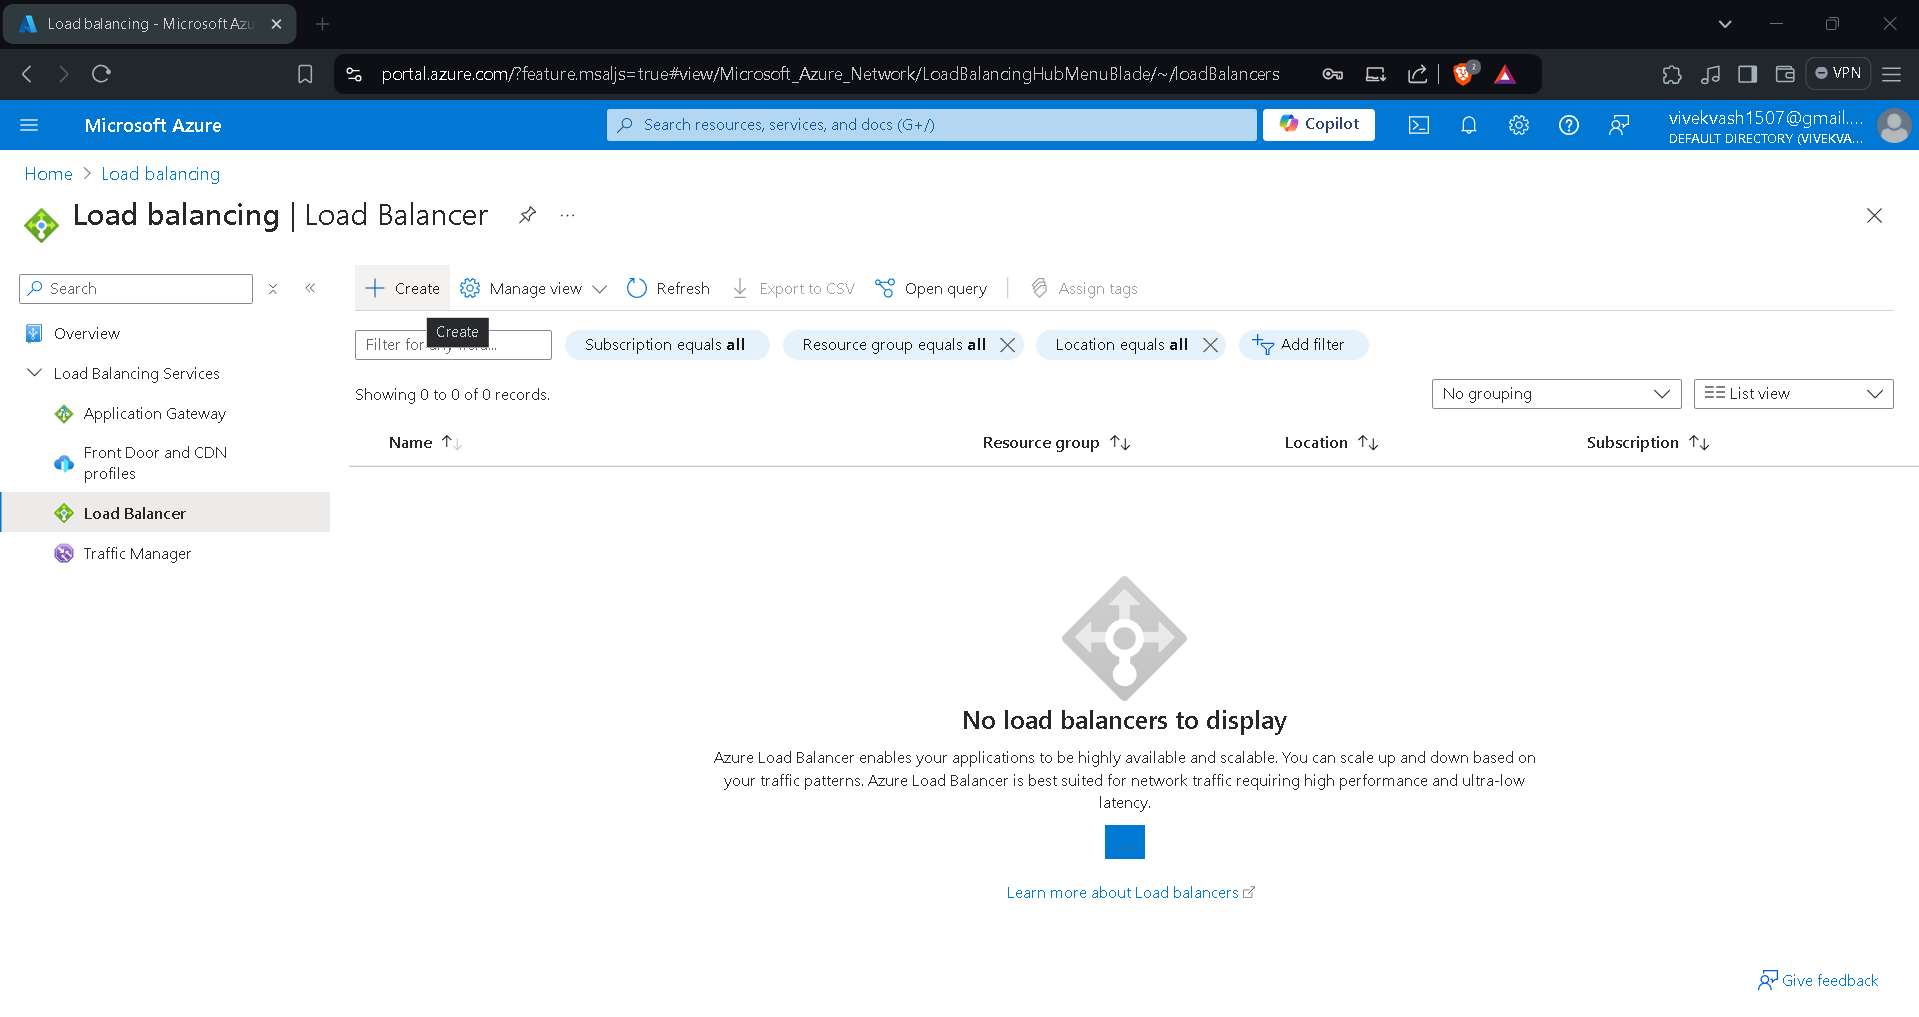 Load balancing - Microsoft Azu
portal.azure.com/?feature.msaljs=true#view/Microsoft_Azure_Network/LoadBalancingHubMenuBlade/~/loadBalancers
2
VPN
Microsoft Azure
Search resources, services, and docs (G+/)
Copilot
vivekvash1507@gmail....
DEFAULT DIRECTORY (VIVEKVA...
Home > Load balancing
Load balancing | Load Balancer
Search
Overview
Load Balancing Services
Application Gateway
Front Door and CDN
profiles
Load Balancer
Traffic Manager
Create
Manage view
Refresh
Export to CSV
Open query
Assign tags
Create
Filter for any field...
Subscription equals all
Resource group equals all
Location equals all
Add filter
Showing 0 to 0 of 0 records.
No grouping
List view
Name
Resource group
Location
Subscription
No load balancers to display
Azure Load Balancer enables your applications to be highly available and scalable. You can scale up and down based on
your traffic patterns. Azure Load Balancer is best suited for network traffic requiring high performance and ultra-low
latency.
Learn more about Load balancers
Give feedback